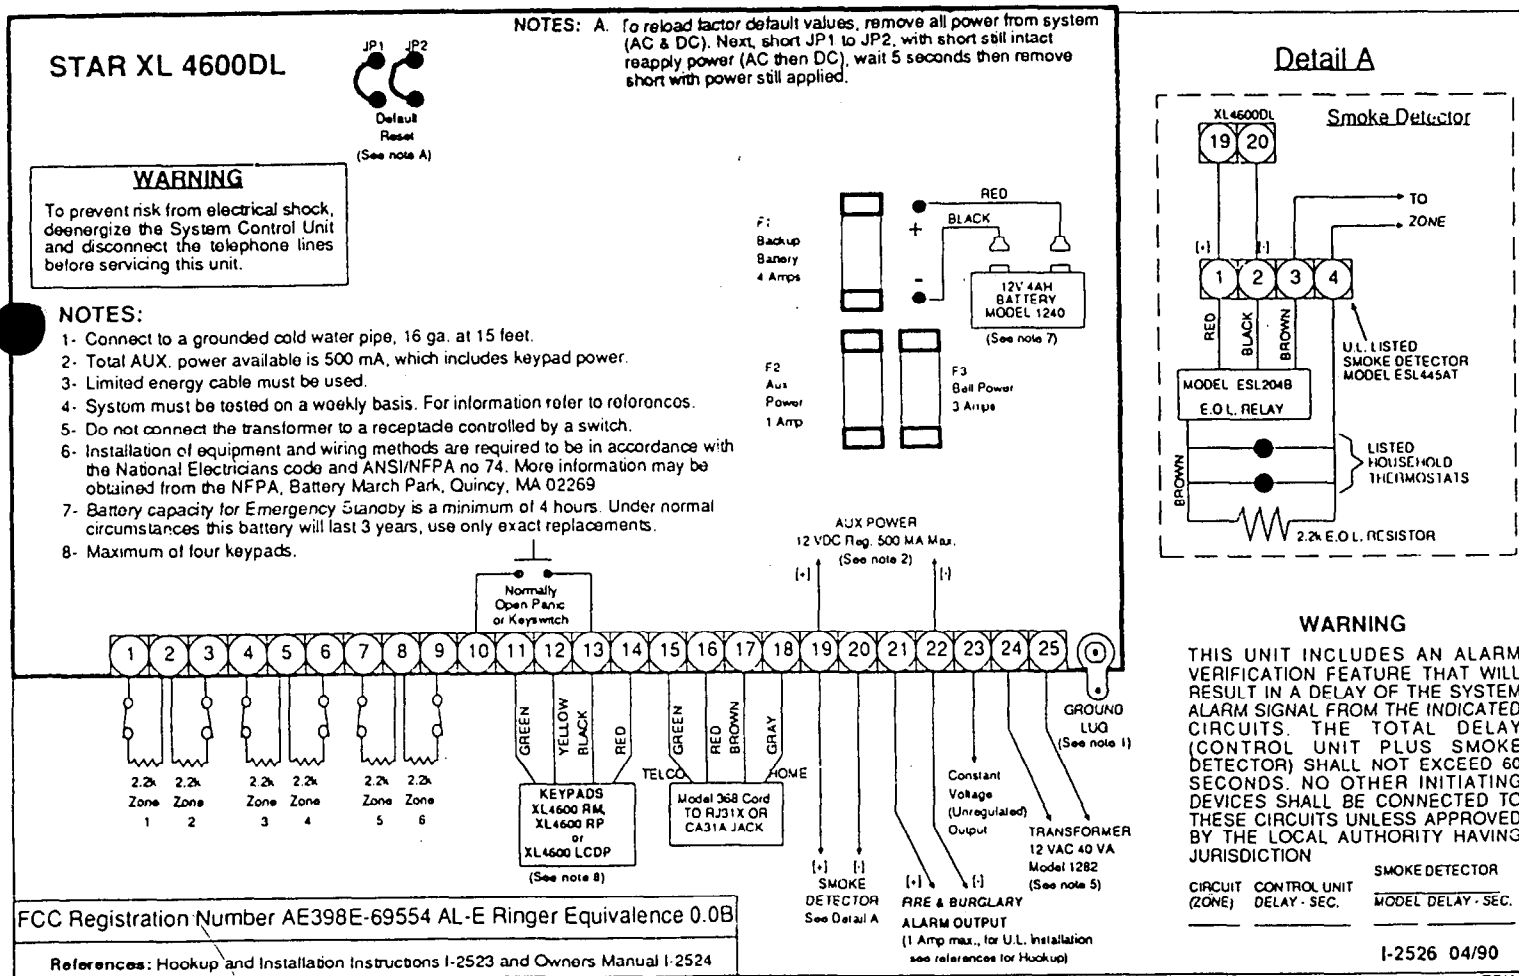 STAR XL 4600DL
JP1 JP2
Default
Reset
(See note A)
NOTES: A. To reload factor default values, remove all power from system
(AC & DC). Next, short JP1 to JP2, with short still intact
reapply power (AC then DC), wait 5 seconds then remove
short with power still applied.
WARNING
To prevent risk from electrical shock,
deenergize the System Control Unit
and disconnect the telephone lines
before servicing this unit.
NOTES:
1- Connect to a grounded cold water pipe, 16 ga. at 15 feet.
2- Total AUX. power available is 500 mA, which includes keypad power.
3- Limited energy cable must be used.
4- System must be tested on a weekly basis. For information refer to references.
5- Do not connect the transformer to a receptacle controlled by a switch.
6- Installation of equipment and wiring methods are required to be in accordance with
the National Electricians code and ANSI/NFPA no 74. More information may be
obtained from the NFPA, Battery March Park, Quincy, MA 02269
7- Battery capacity for Emergency Standby is a minimum of 4 hours. Under normal
circumstances this battery will last 3 years, use only exact replacements.
8- Maximum of four keypads.
F1
Backup
Battery
4 Amps
RED
BLACK
+
-
12V 4AH
BATTERY
MODEL 1240
(See note 7)
F2
Aux
Power
1 Amp
F3
Bell Power
3 Amps
AUX POWER
12 VDC Reg. 500 MA Max.
(See note 2)
[+] [-]
Normally
Open Panic
or Keyswitch
1 2 3 4 5 6 7 8 9 10 11 12 13 14 15 16 17 18 19 20 21 22 23 24 25
GROUND
LUG
(See note 1)
2.2k 2.2k 2.2k 2.2k 2.2k 2.2k
Zone Zone Zone Zone Zone Zone
1 2 3 4 5 6
GREEN
YELLOW
BLACK
RED
KEYPADS
XL4600 RM,
XL4600 RP
or
XL4600 LCDP
(See note 8)
GREEN
RED
BROWN
GRAY
TELCO HOME
Model 368 Cord
TO RJ31X OR
CA31A JACK
[+] [-]
SMOKE
DETECTOR
See Detail A
[+] [-]
FIRE & BURGLARY
ALARM OUTPUT
(1 Amp max., for U.L. Installation
see references for Hookup)
Constant
Voltage
(Unregulated)
Output
TRANSFORMER
12 VAC 40 VA
Model 1282
(See note 5)
FCC Registration Number AE398E-69554 AL-E Ringer Equivalence 0.0B
References: Hookup and Installation Instructions I-2523 and Owners Manual I-2524
Detail A
XL4600DL
Smoke Detector
19 20
TO
ZONE
[+] [-]
1 2 3 4
RED
BLACK
BROWN
U.L. LISTED
SMOKE DETECTOR
MODEL ESL445AT
MODEL ESL204B
E.O.L. RELAY
BROWN
LISTED
HOUSEHOLD
THERMOSTATS
2.2k E.O.L. RESISTOR
WARNING
THIS UNIT INCLUDES AN ALARM
VERIFICATION FEATURE THAT WILL
RESULT IN A DELAY OF THE SYSTEM
ALARM SIGNAL FROM THE INDICATED
CIRCUITS. THE TOTAL DELAY
(CONTROL UNIT PLUS SMOKE
DETECTOR) SHALL NOT EXCEED 60
SECONDS. NO OTHER INITIATING
DEVICES SHALL BE CONNECTED TO
THESE CIRCUITS UNLESS APPROVED
BY THE LOCAL AUTHORITY HAVING
JURISDICTION
SMOKE DETECTOR
CIRCUIT CONTROL UNIT
(ZONE) DELAY - SEC. MODEL DELAY - SEC.
I-2526 04/90